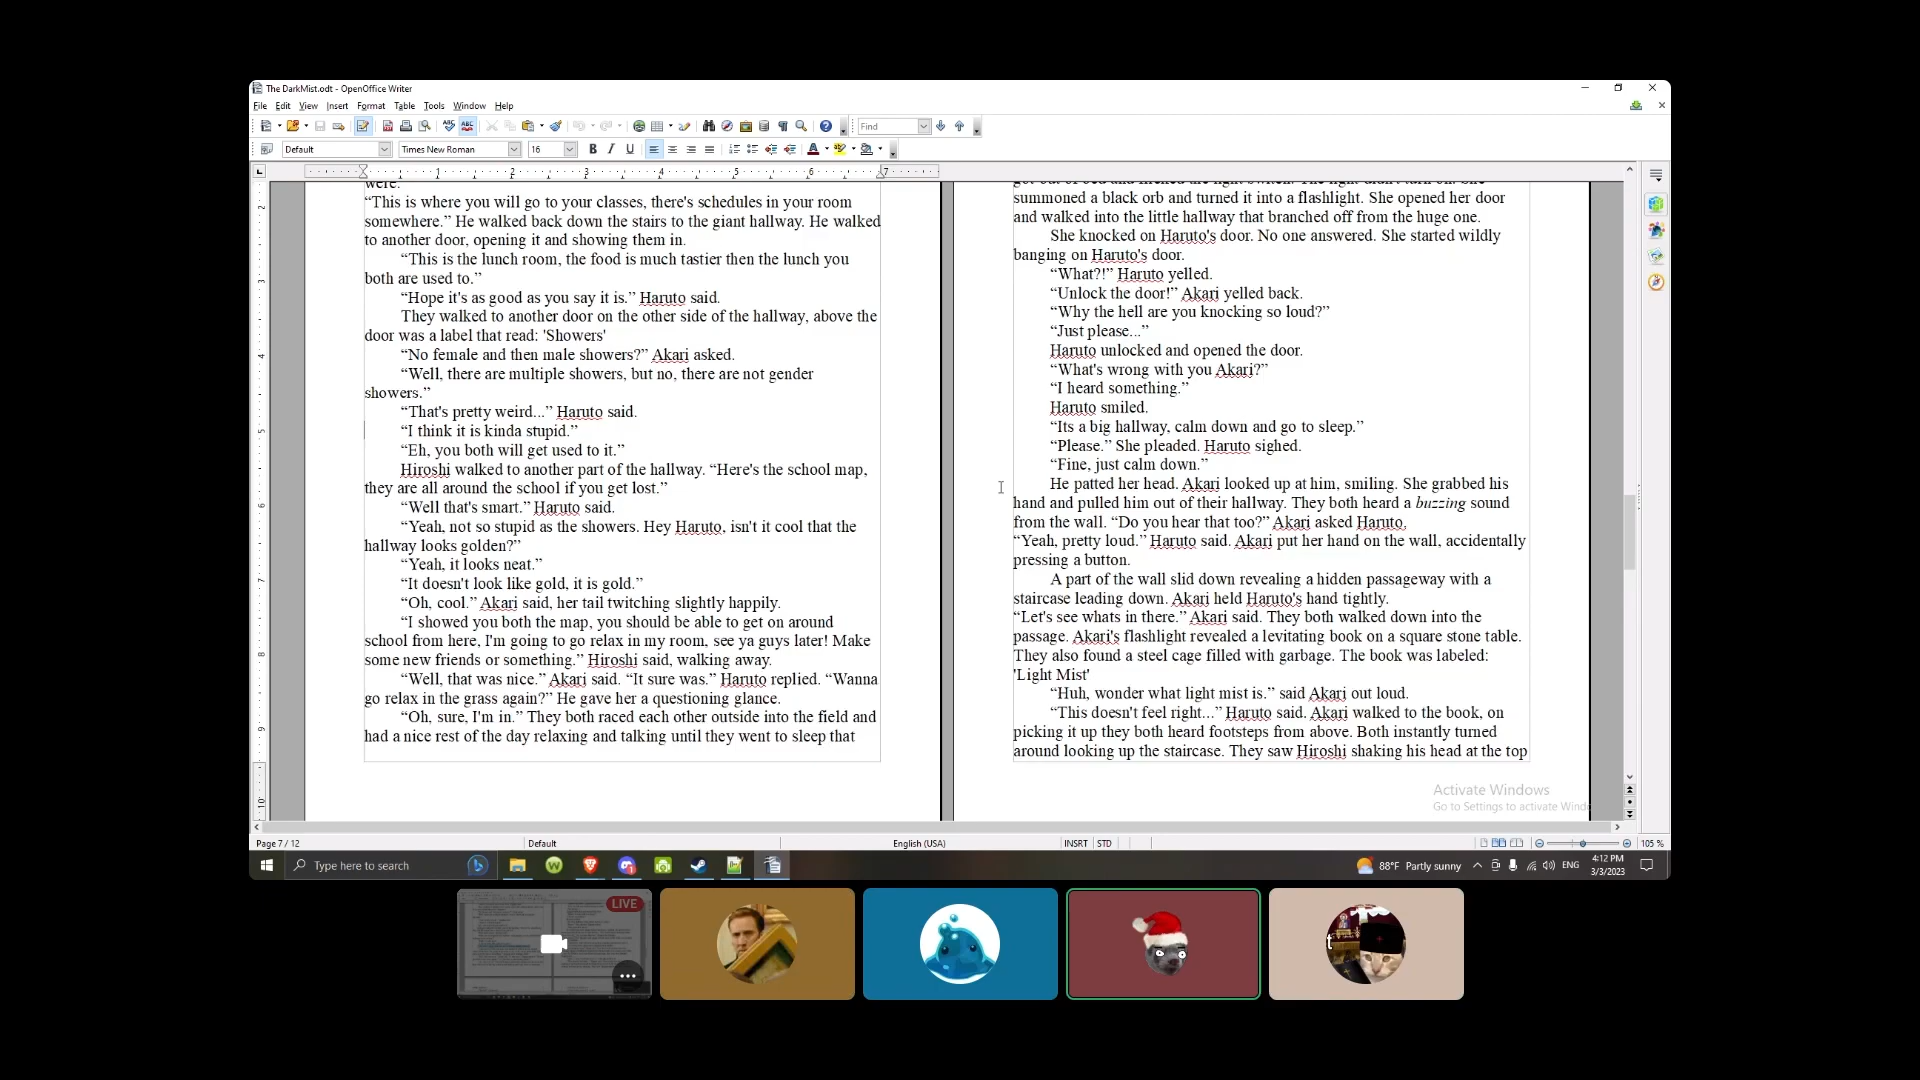 The DarkMist.odt - OpenOffice Writer
File Edit View Insert Format Table Tools Window Help
Find
Default Times New Roman 16 B I U
1 2 3 4 5 6 7
were.
“This is where you will go to your classes, there's schedules in your room
somewhere.” He walked back down the stairs to the giant hallway. He walked
to another door, opening it and showing them in.
“This is the lunch room, the food is much tastier then the lunch you
both are used to.”
“Hope it's as good as you say it is.” Haruto said.
They walked to another door on the other side of the hallway, above the
door was a label that read: 'Showers'
“No female and then male showers?” Akari asked.
“Well, there are multiple showers, but no, there are not gender
showers.”
“That's pretty weird...” Haruto said.
“I think it is kinda stupid.”
“Eh, you both will get used to it.”
Hiroshi walked to another part of the hallway. “Here's the school map,
they are all around the school if you get lost.”
“Well that's smart.” Haruto said.
“Yeah, not so stupid as the showers. Hey Haruto, isn't it cool that the
hallway looks golden?”
“Yeah, it looks neat.”
“It doesn't look like gold, it is gold.”
“Oh, cool.” Akari said, her tail twitching slightly happily.
“I showed you both the map, you should be able to get on around
school from here, I'm going to go relax in my room, see ya guys later! Make
some new friends or something.” Hiroshi said, walking away.
“Well, that was nice.” Akari said. “It sure was.” Haruto replied. “Wanna
go relax in the grass again?” He gave her a questioning glance.
“Oh, sure, I'm in.” They both raced each other outside into the field and
had a nice rest of the day relaxing and talking until they went to sleep that
summoned a black orb and turned it into a flashlight. She opened her door
and walked into the little hallway that branched off from the huge one.
She knocked on Haruto's door. No one answered. She started wildly
banging on Haruto's door.
“What?!” Haruto yelled.
“Unlock the door!” Akari yelled back.
“Why the hell are you knocking so loud?”
“Just please...”
Haruto unlocked and opened the door.
“What's wrong with you Akari?”
“I heard something.”
Haruto smiled.
“Its a big hallway, calm down and go to sleep.”
“Please.” She pleaded. Haruto sighed.
“Fine, just calm down.”
He patted her head. Akari looked up at him, smiling. She grabbed his
hand and pulled him out of their hallway. They both heard a buzzing sound
from the wall. “Do you hear that too?” Akari asked Haruto.
“Yeah, pretty loud.” Haruto said. Akari put her hand on the wall, accidentally
pressing a button.
A part of the wall slid down revealing a hidden passageway with a
staircase leading down. Akari held Haruto's hand tightly.
“Let's see whats in there.” Akari said. They both walked down into the
passage. Akari's flashlight revealed a levitating book on a square stone table.
They also found a steel cage filled with garbage. The book was labeled:
'Light Mist'
“Huh, wonder what light mist is.” said Akari out loud.
“This doesn't feel right...” Haruto said. Akari walked to the book, on
picking it up they both heard footsteps from above. Both instantly turned
around looking up the staircase. They saw Hiroshi shaking his head at the top
Activate Windows
Go to Settings to activate
Page 7 / 12 Default English (USA) INSRT STD 105 %
Type here to search
88°F Partly sunny ENG 4:12 PM
3/3/2023
LIVE